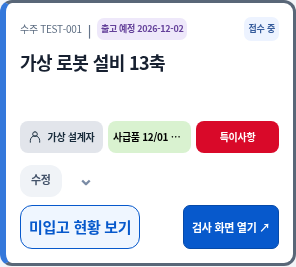 수주 TEST-001 | 출고 예정 2026-12-02 접수 중
가상 로봇 설비 13축
가상 설계자 사급품 12/01 ··· 특이사항
수정
미입고 현황 보기 검사 화면 열기 ↗